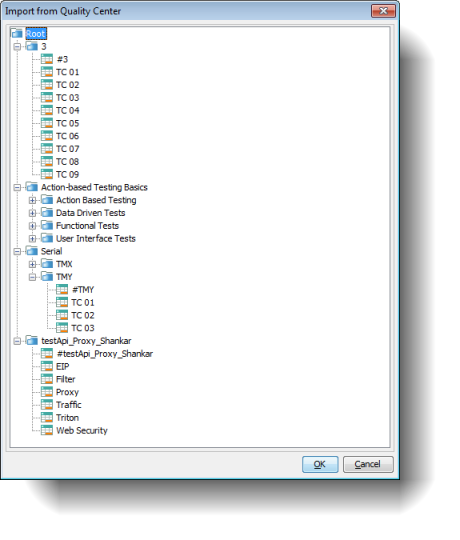 Import from Quality Center
Root
3
#3
TC 01
TC 02
TC 03
TC 04
TC 05
TC 06
TC 07
TC 08
TC 09
Action-based Testing Basics
Action Based Testing
Data Driven Tests
Functional Tests
User Interface Tests
Serial
TMX
TMY
#TMY
TC 01
TC 02
TC 03
testApi_Proxy_Shankar
#testApi_Proxy_Shankar
EIP
Filter
Proxy
Traffic
Triton
Web Security
OK Cancel